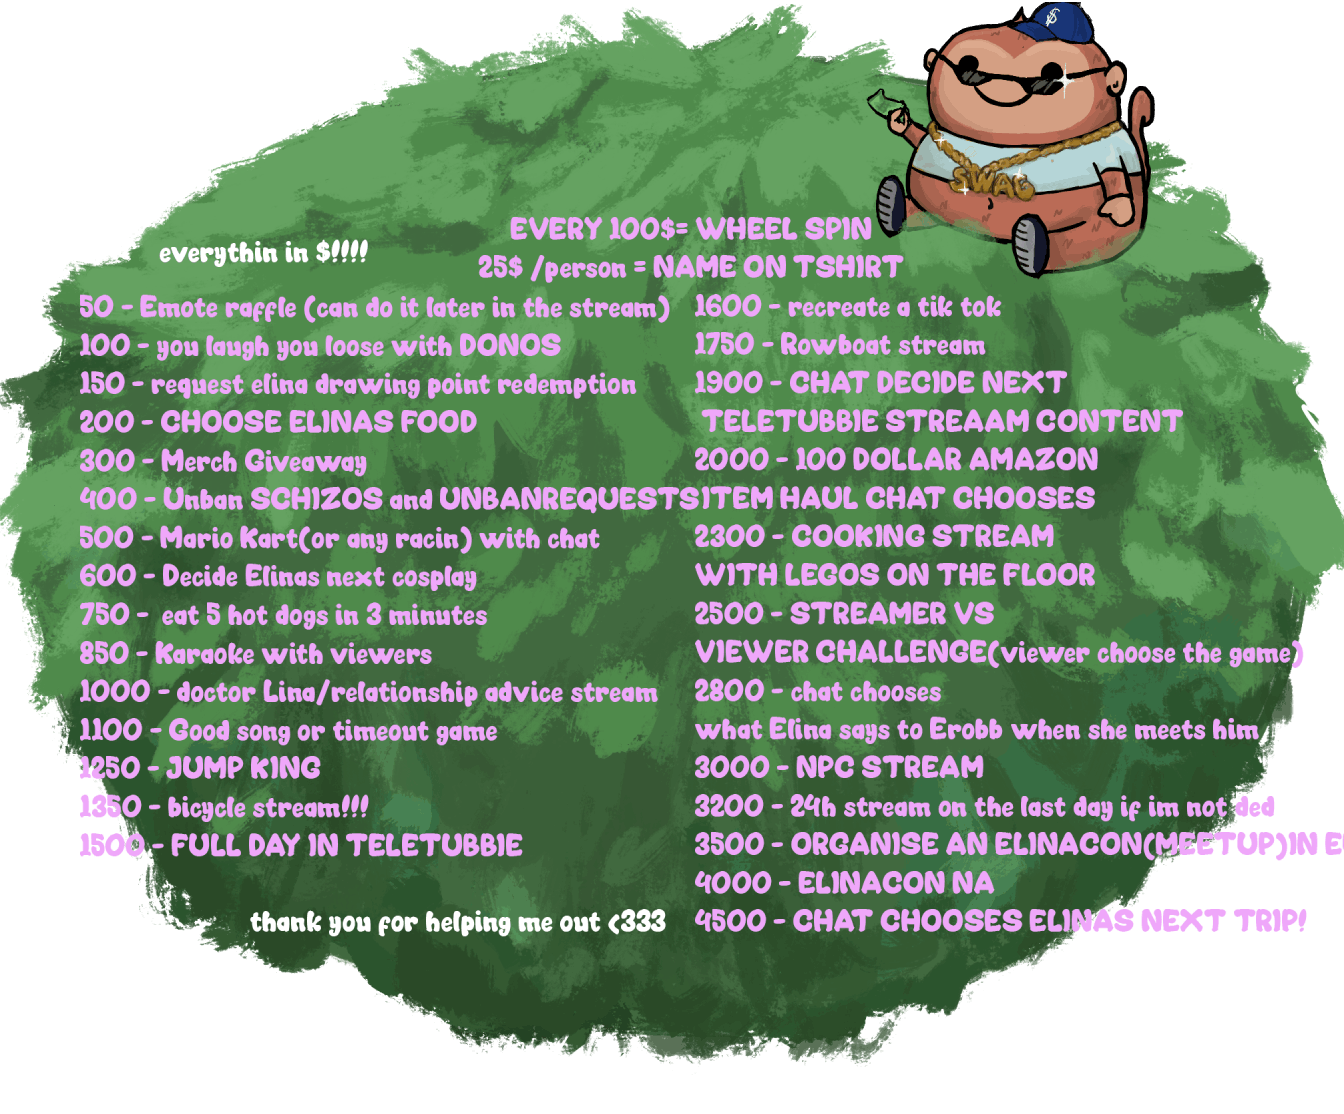 EVERY 100$= WHEEL SPIN
everythin in $!!!!
25$ /person = NAME ON TSHIRT
50 - Emote raffle (can do it later in the stream)
100 - you laugh you loose with DONOS
150 - request elina drawing point redemption
200 - CHOOSE ELINAS FOOD
300 - Merch Giveaway
400 - Unban SCHIZOS and UNBANREQUESTS
500 - Mario Kart(or any racin) with chat
600 - Decide Elinas next cosplay
750 - eat 5 hot dogs in 3 minutes
850 - Karaoke with viewers
1000 - doctor Lina/relationship advice stream
1100 - Good song or timeout game
1250 - JUMP KING
1350 - bicycle stream!!!
1500 - FULL DAY IN TELETUBBIE
thank you for helping me out <333
1600 - recreate a tik tok
1750 - Rowboat stream
1900 - CHAT DECIDE NEXT
TELETUBBIE STREAAM CONTENT
2000 - 100 DOLLAR AMAZON
ITEM HAUL CHAT CHOOSES
2300 - COOKING STREAM
WITH LEGOS ON THE FLOOR
2500 - STREAMER VS
VIEWER CHALLENGE(viewer choose the game)
2800 - chat chooses
what Elina says to Erobb when she meets him
3000 - NPC STREAM
3200 - 24h stream on the last day if im not ded
3500 - ORGANISE AN ELINACON(MEETUP)IN
4000 - ELINACON NA
4500 - CHAT CHOOSES ELINAS NEXT TRIP!
SWAG